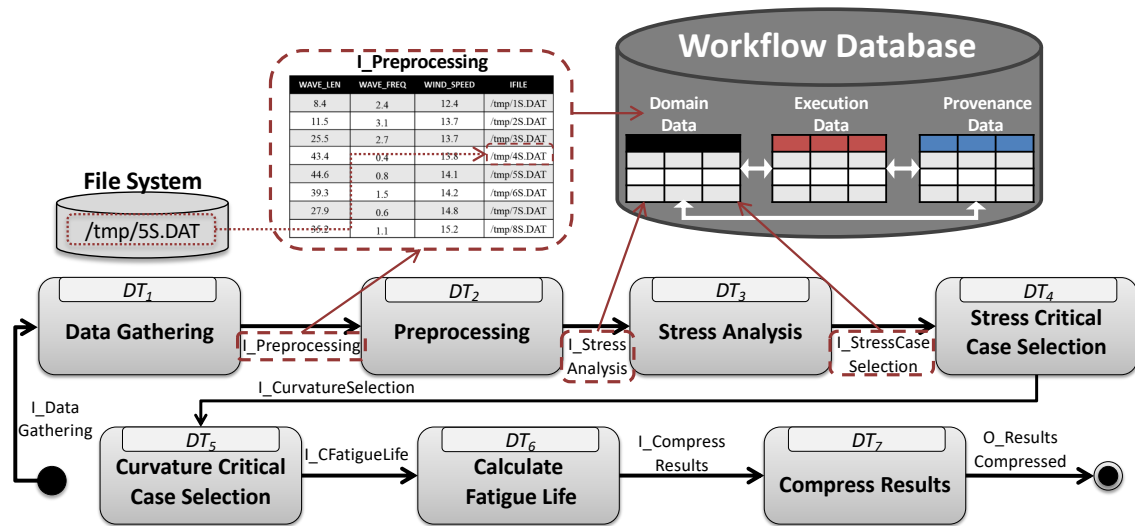 Workflow Database
I_Preprocessing
WAVE_LEN WAVE_FREQ WIND_SPEED IFILE
8.4 2.4 12.4 /tmp/1S.DAT
11.5 3.1 13.7 /tmp/2S.DAT
25.5 2.7 13.7 /tmp/3S.DAT
43.4 0.4 13.8 /tmp/4S.DAT
44.6 0.8 14.1 /tmp/5S.DAT
39.3 1.5 14.2 /tmp/6S.DAT
27.9 0.6 14.8 /tmp/7S.DAT
35.2 1.1 15.2 /tmp/8S.DAT
Domain
Data
Execution
Data
Provenance
Data
File System
/tmp/5S.DAT
DT1
Data Gathering
I_Preprocessing
DT2
Preprocessing
I_Stress
Analysis
DT3
Stress Analysis
I_StressCase
Selection
DT4
Stress Critical
Case Selection
I_CurvatureSelection
I_Data
Gathering
DT5
Curvature Critical
Case Selection
I_CFatigueLife
DT6
Calculate
Fatigue Life
I_Compress
Results
DT7
Compress Results
O_Results
Compressed